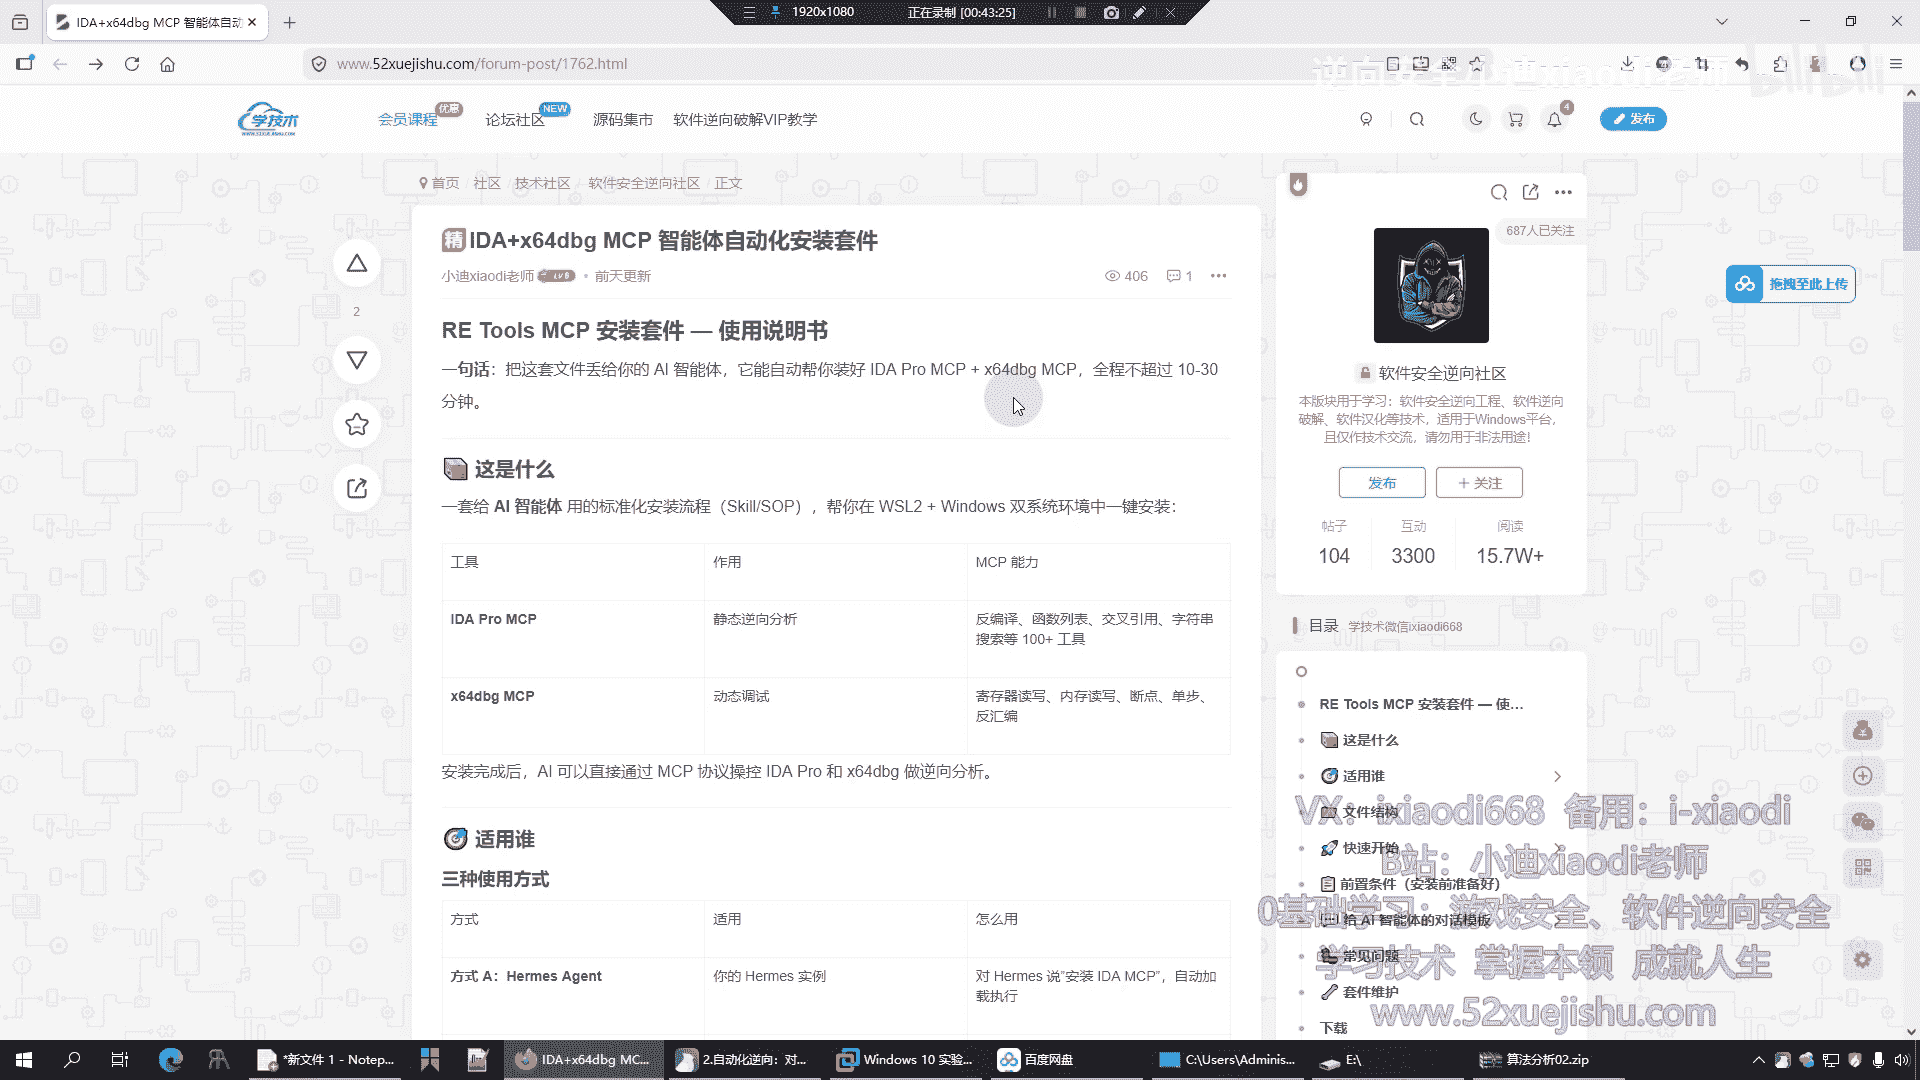 IDA+x64dbg MCP 智能体自动
1920x1080
正在录制 [00:43:25]
www.52xuejishu.com/forum-post/1762.html
逆向安全小迪xiaodi老师
bilibili
学技术
WWW.52XUEJISHU.COM
会员课程
优惠
论坛社区
NEW
源码集市
软件逆向破解VIP教学
4
发布
首页
社区
技术社区
软件安全逆向社区
正文
精 IDA+x64dbg MCP 智能体自动化安装套件
小迪xiaodi老师 LV8 • 前天更新
406
1
2
RE Tools MCP 安装套件 — 使用说明书
一句话：把这套文件丢给你的 AI 智能体，它能自动帮你装好 IDA Pro MCP + x64dbg MCP，全程不超过 10-30
分钟。
这是什么
一套给 AI 智能体 用的标准化安装流程（Skill/SOP），帮你在 WSL2 + Windows 双系统环境中一键安装：
工具
作用
MCP 能力
IDA Pro MCP
静态逆向分析
反编译、函数列表、交叉引用、字符串
搜索等 100+ 工具
x64dbg MCP
动态调试
寄存器读写、内存读写、断点、单步、
反汇编
安装完成后，AI 可以直接通过 MCP 协议操控 IDA Pro 和 x64dbg 做逆向分析。
适用谁
三种使用方式
方式
适用
怎么用
方式 A：Hermes Agent
你的 Hermes 实例
对 Hermes 说”安装 IDA MCP”，自动加
载执行
687人已关注
拖拽至此上传
软件安全逆向社区
本版块用于学习：软件安全逆向工程、软件逆向
破解、软件汉化等技术，适用于Windows平台，
且仅作技术交流，请勿用于非法用途！
发布
+ 关注
帖子
互动
阅读
104
3300
15.7W+
目录
学技术微信ixiaodi668
RE Tools MCP 安装套件 — 使...
这是什么
适用谁
文件结构
快速开始
前置条件（安装前准备好）
给 AI 智能体的对话模板
常见问题
套件维护
下载
VX：ixiaodi668 备用：i-xiaodi
B站：小迪xiaodi老师
0基础学习：游戏安全、软件逆向安全
学习技术 掌握本领 成就人生
www.52xuejishu.com
*新文件 1 - Notep...
IDA+x64dbg MC...
2.自动化逆向：对...
Windows 10 实验...
百度网盘
C:\Users\Adminis...
E:\
算法分析02.zip